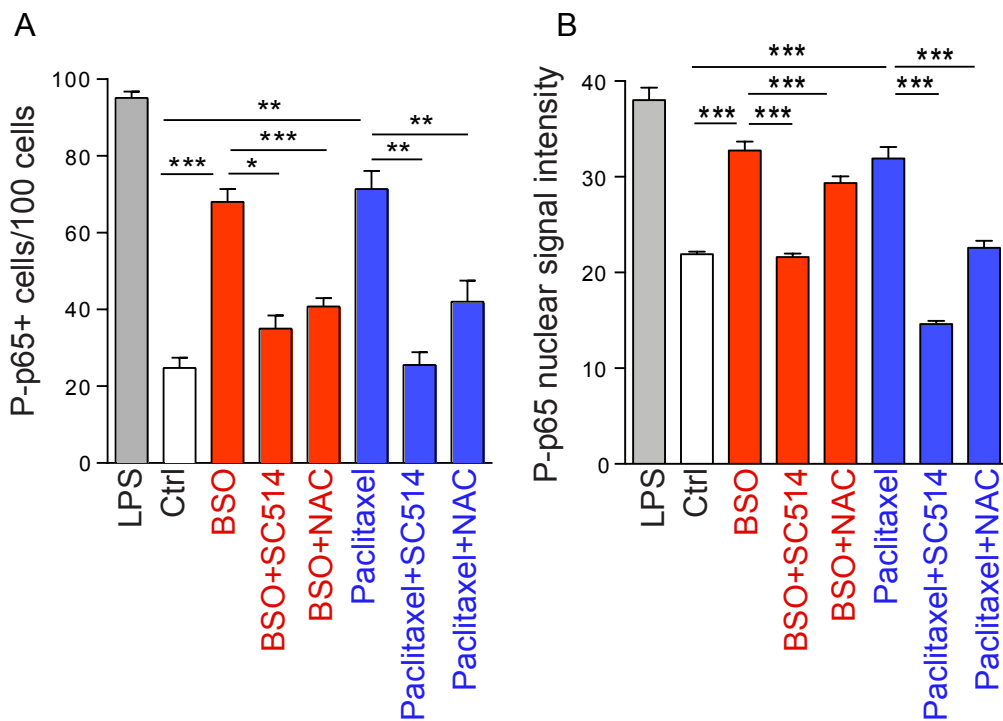 A
P-p65+ cells/100 cells
100
80
60
40
20
0
**
***
**
***
*
**
LPS
Ctrl
BSO
BSO+SC514
BSO+NAC
Paclitaxel
Paclitaxel+SC514
Paclitaxel+NAC
B
P-p65 nuclear signal intensity
40
30
20
10
0
***
***
***
***
***
***
LPS
Ctrl
BSO
BSO+SC514
BSO+NAC
Paclitaxel
Paclitaxel+SC514
Paclitaxel+NAC